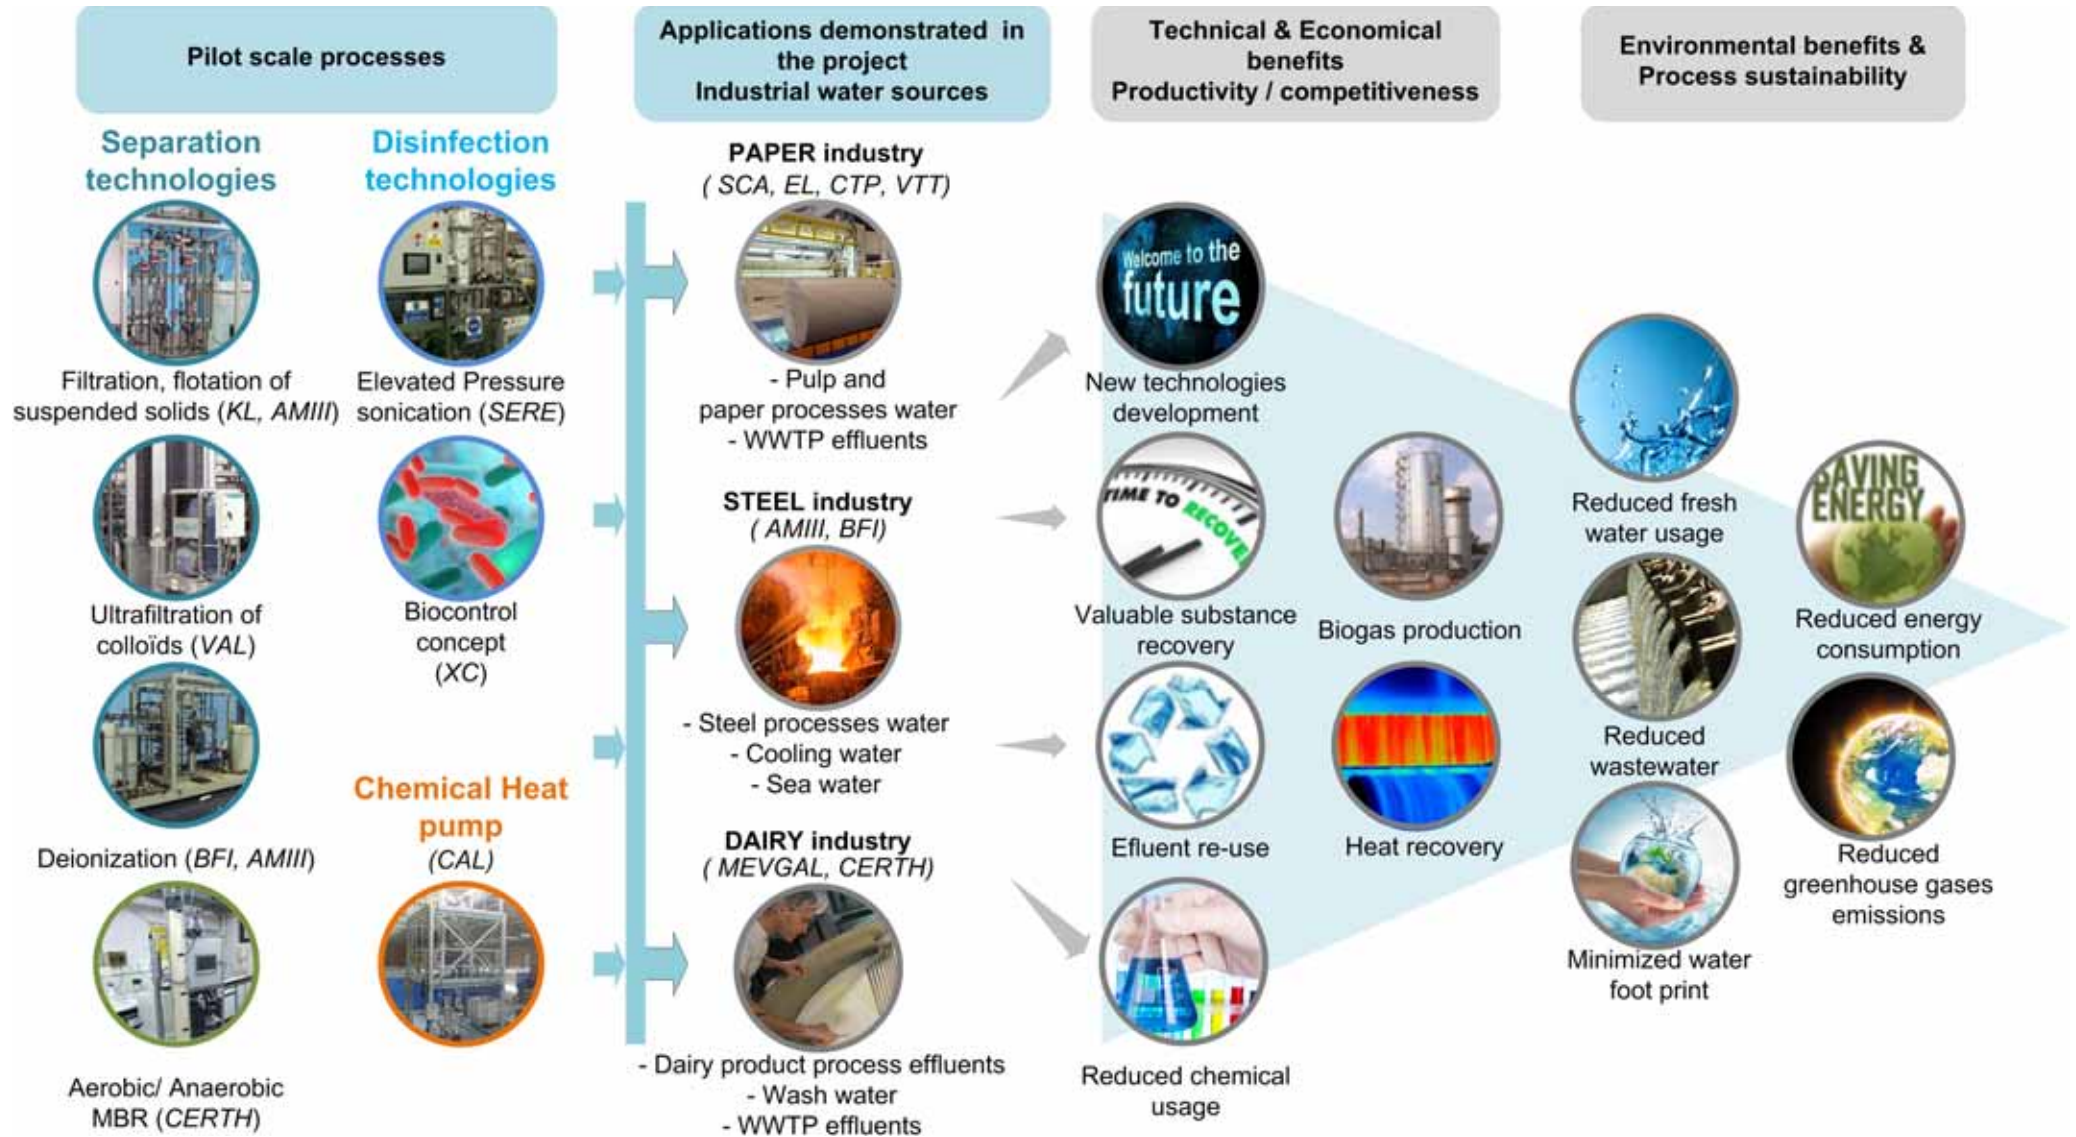 Pilot scale processes
Applications demonstrated in
the project
Industrial water sources
Technical & Economical
benefits
Productivity / competitiveness
Environmental benefits &
Process sustainability
Separation
technologies
Filtration, flotation of
suspended solids (KL, AMIII)
Ultrafiltration of
colloïds (VAL)
Deionization (BFI, AMIII)
Aerobic/ Anaerobic
MBR (CERTH)
Disinfection
technologies
Elevated Pressure
sonication (SERE)
Biocontrol
concept
(XC)
Chemical Heat
pump
(CAL)
PAPER industry
( SCA, EL, CTP, VTT)
- Pulp and
paper processes water
- WWTP effluents
STEEL industry
( AMIII, BFI)
- Steel processes water
- Cooling water
- Sea water
DAIRY industry
( MEVGAL, CERTH)
- Dairy product process effluents
- Wash water
- WWTP effluents
Welcome to the
future
New technologies
development
TIME TO RECOVE
Valuable substance
recovery
Biogas production
Efluent re-use
Heat recovery
Reduced chemical
usage
Reduced fresh
water usage
Reduced
wastewater
Minimized water
foot print
SAVING
ENERGY
Reduced energy
consumption
Reduced
greenhouse gases
emissions